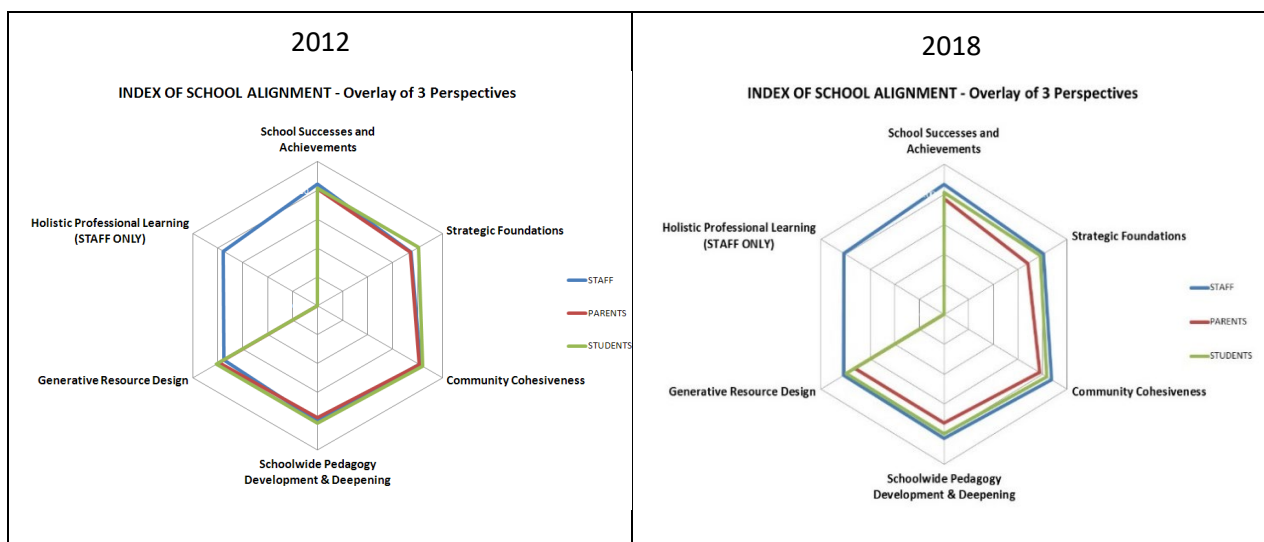 2012
INDEX OF SCHOOL ALIGNMENT - Overlay of 3 Perspectives
School Successes and
Achievements
Holistic Professional Learning
(STAFF ONLY)
Strategic Foundations
STAFF
PARENTS
STUDENTS
Generative Resource Design
Community Cohesiveness
Schoolwide Pedagogy
Development & Deepening
2018
INDEX OF SCHOOL ALIGNMENT - Overlay of 3 Perspectives
School Successes and
Achievements
Holistic Professional Learning
(STAFF ONLY)
Strategic Foundations
STAFF
PARENTS
STUDENTS
Generative Resource Design
Community Cohesiveness
Schoolwide Pedagogy
Development & Deepening